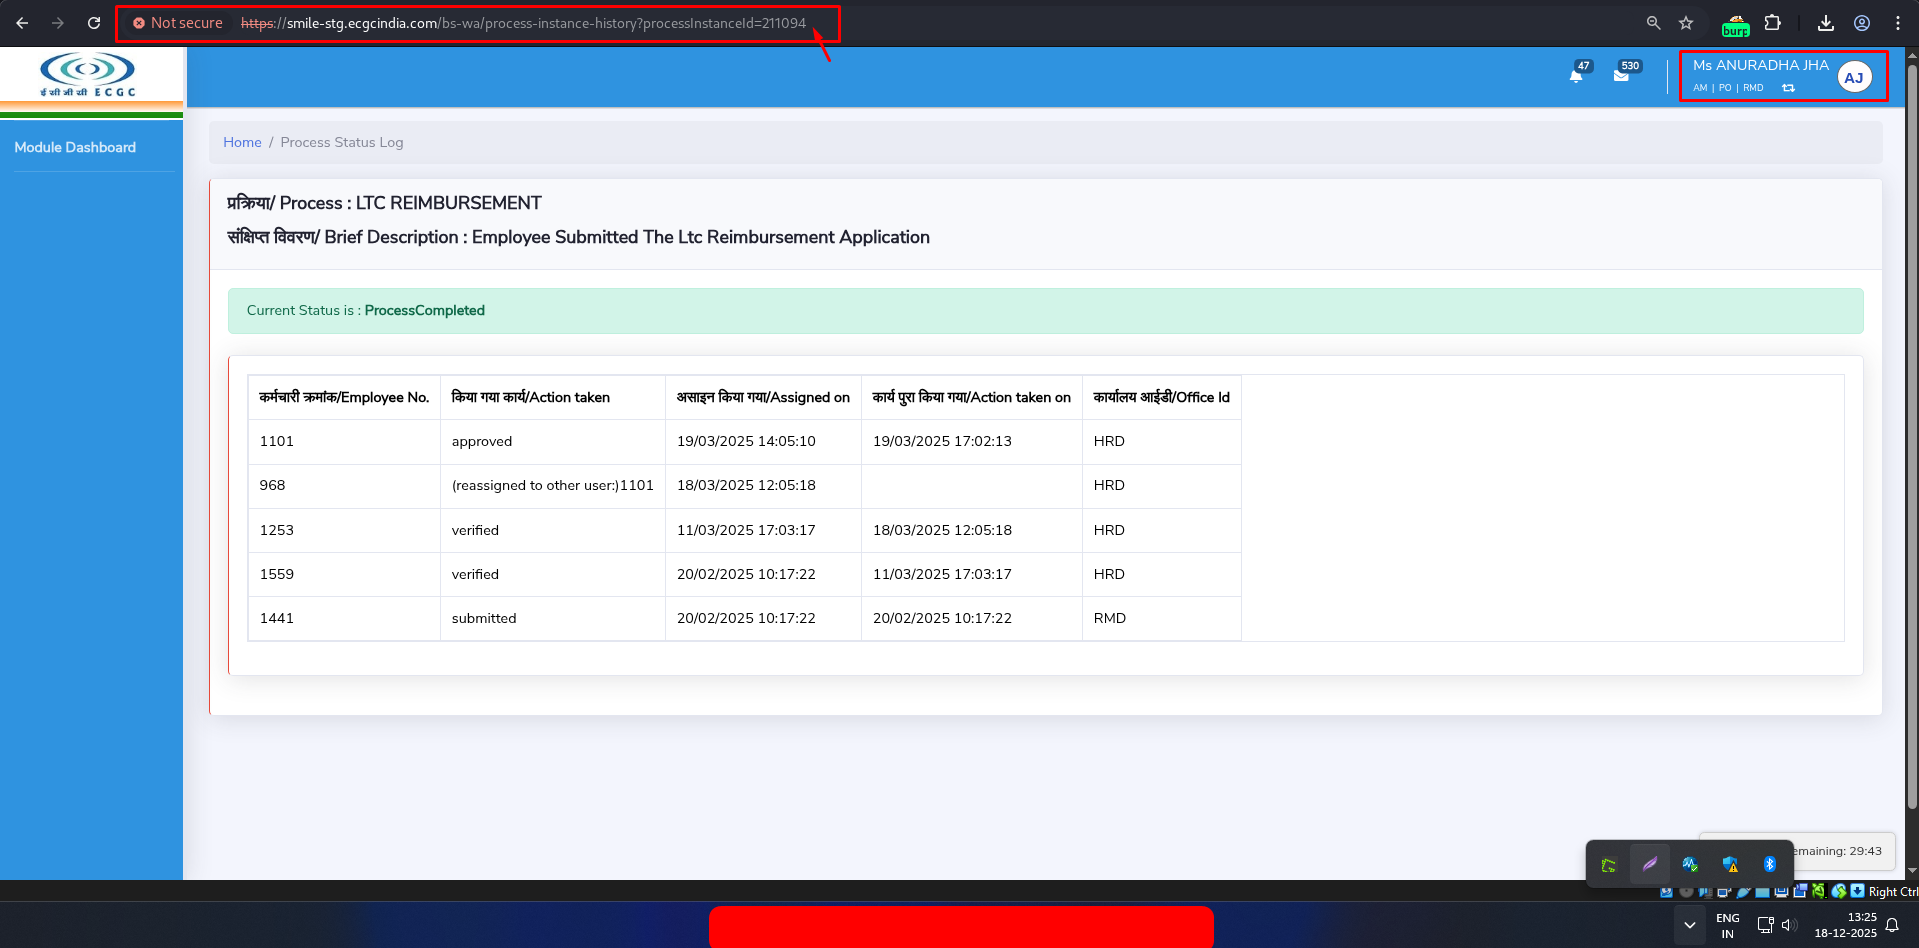 Not secure https://smile-stg.ecgcindia.com/bs-wa/process-instance-history?processInstanceId=211094
burp
ई सी जी सी E C G C
47
530
Ms ANURADHA JHA
AM | PO | RMD
AJ
Module Dashboard
Home / Process Status Log
प्रक्रिया/ Process : LTC REIMBURSEMENT
संक्षिप्त विवरण/ Brief Description : Employee Submitted The Ltc Reimbursement Application
Current Status is : ProcessCompleted
कर्मचारी क्रमांक/Employee No. किया गया कार्य/Action taken असाइन किया गया/Assigned on कार्य पुरा किया गया/Action taken on कार्यालय आईडी/Office Id
1101 approved 19/03/2025 14:05:10 19/03/2025 17:02:13 HRD
968 (reassigned to other user:)1101 18/03/2025 12:05:18 HRD
1253 verified 11/03/2025 17:03:17 18/03/2025 12:05:18 HRD
1559 verified 20/02/2025 10:17:22 11/03/2025 17:03:17 HRD
1441 submitted 20/02/2025 10:17:22 20/02/2025 10:17:22 RMD
emaining: 29:43
Right Ctrl
ENG
IN
13:25
18-12-2025